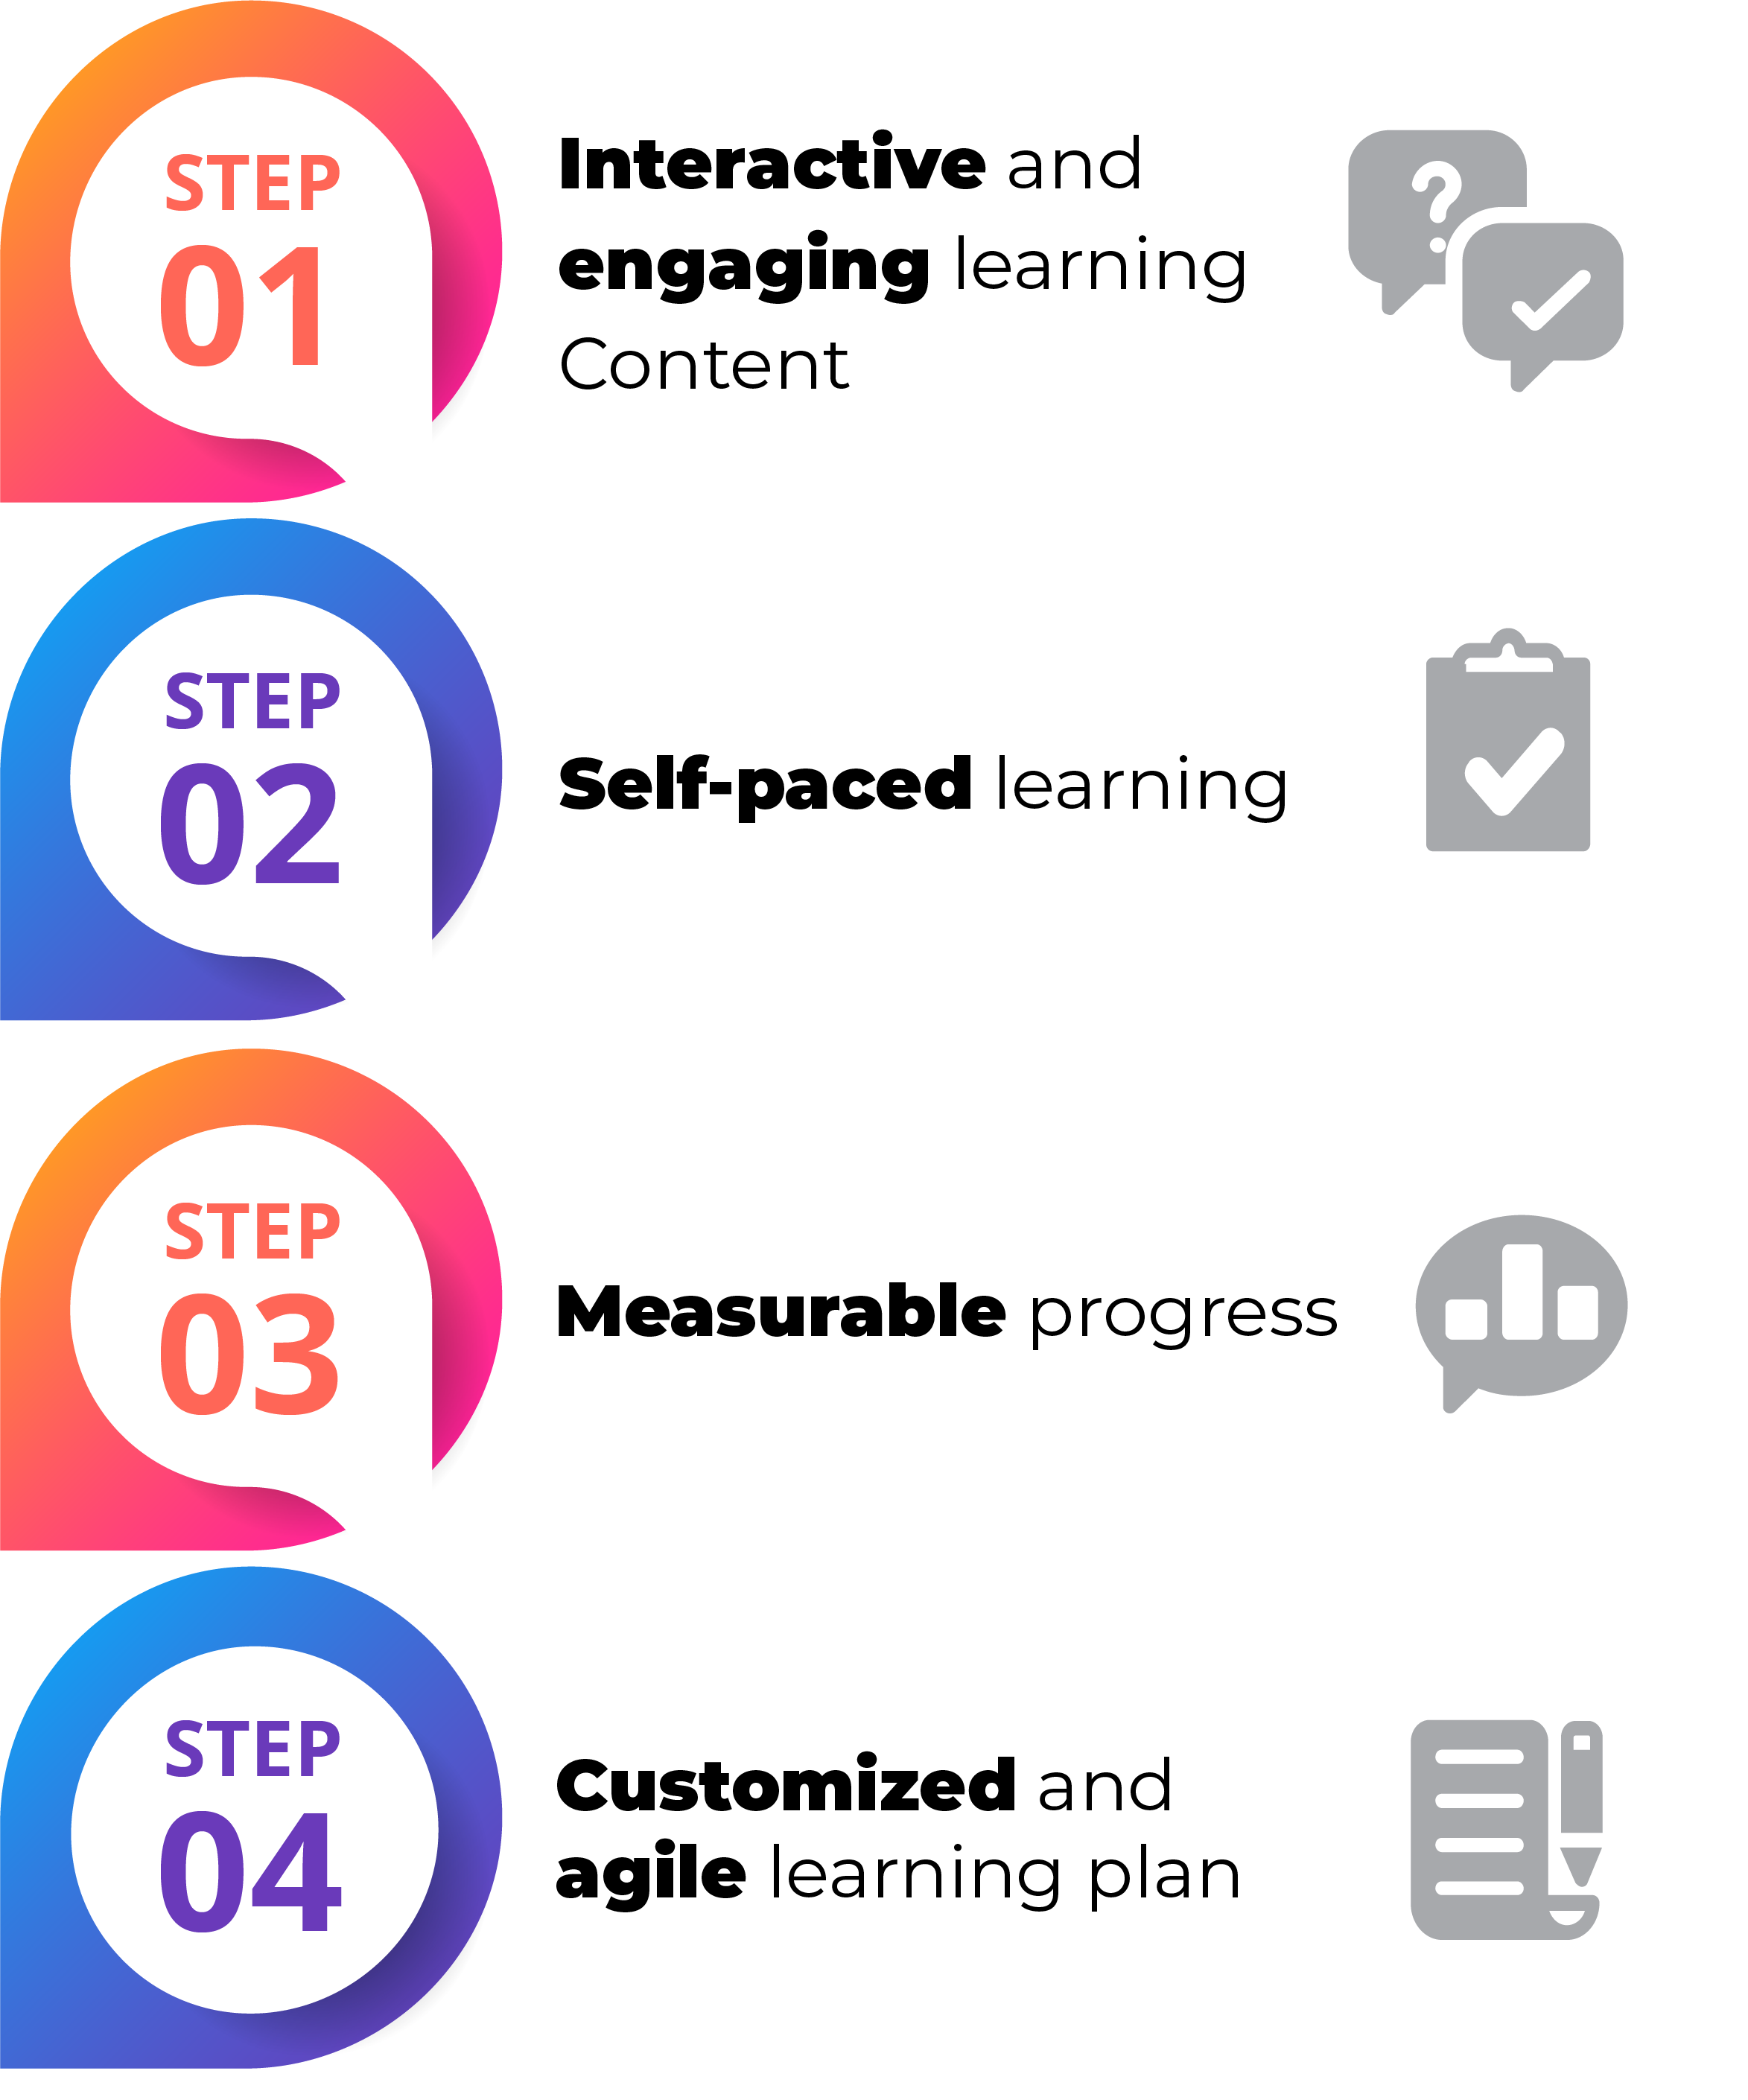 STEP
01
Interactive and
engaging learning
Content
?
STEP
02
Self-paced learning
STEP
03
Measurable progress
STEP
04
Customized and
agile learning plan